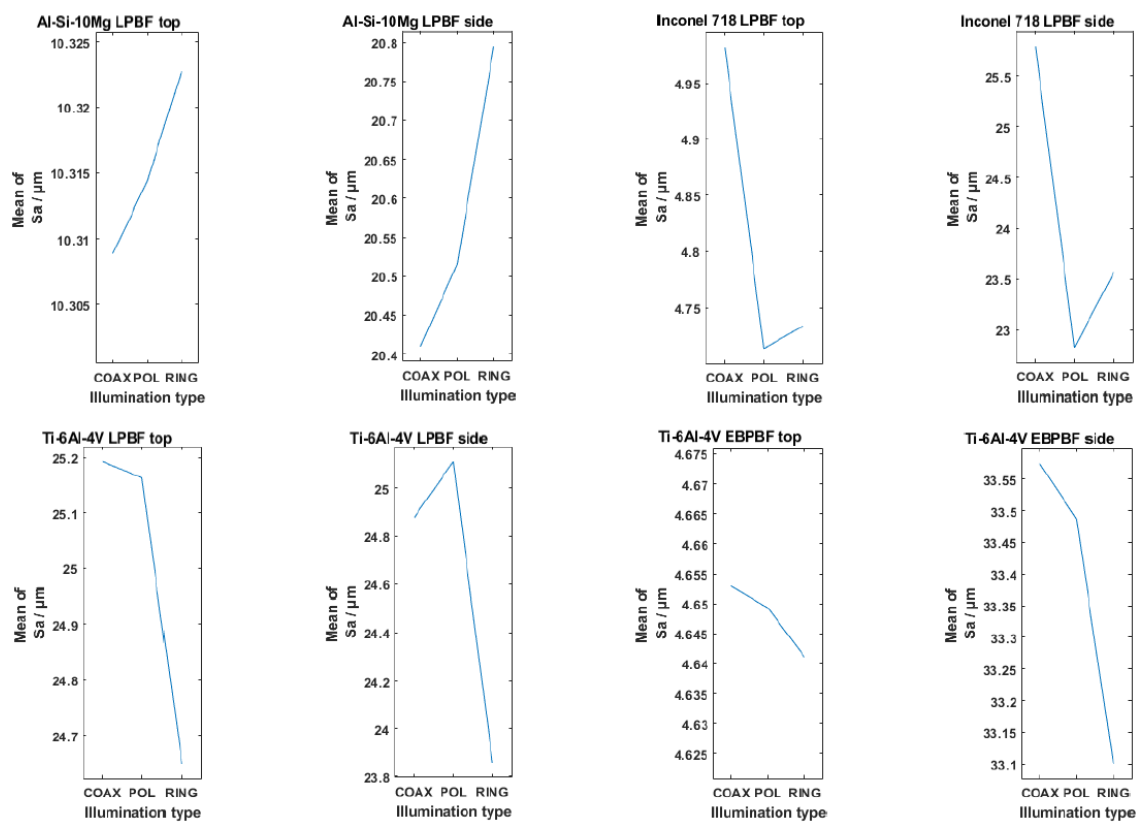 Al-Si-10Mg LPBF top
10.325
10.32
10.315
10.31
10.305
Mean of
Sa / µm
COAX POL RING
Illumination type
Al-Si-10Mg LPBF side
20.8
20.75
20.7
20.65
20.6
20.55
20.5
20.45
20.4
Mean of
Sa / µm
COAX POL RING
Illumination type
Inconel 718 LPBF top
4.95
4.9
4.85
4.8
4.75
Mean of
Sa / µm
COAX POL RING
Illumination type
Inconel 718 LPBF side
25.5
25
24.5
24
23.5
23
Mean of
Sa / µm
COAX POL RING
Illumination type
Ti-6Al-4V LPBF top
25.2
25.1
25
24.9
24.8
24.7
Mean of
Sa / µm
COAX POL RING
Illumination type
Ti-6Al-4V LPBF side
25
24.8
24.6
24.4
24.2
24
23.8
Mean of
Sa / µm
COAX POL RING
Illumination type
Ti-6Al-4V EBPBF top
4.675
4.67
4.665
4.66
4.655
4.65
4.645
4.64
4.635
4.63
4.625
Mean of
Sa / µm
COAX POL RING
Illumination type
Ti-6Al-4V EBPBF side
33.55
33.5
33.45
33.4
33.35
33.3
33.25
33.2
33.15
33.1
Mean of
Sa / µm
COAX POL RING
Illumination type